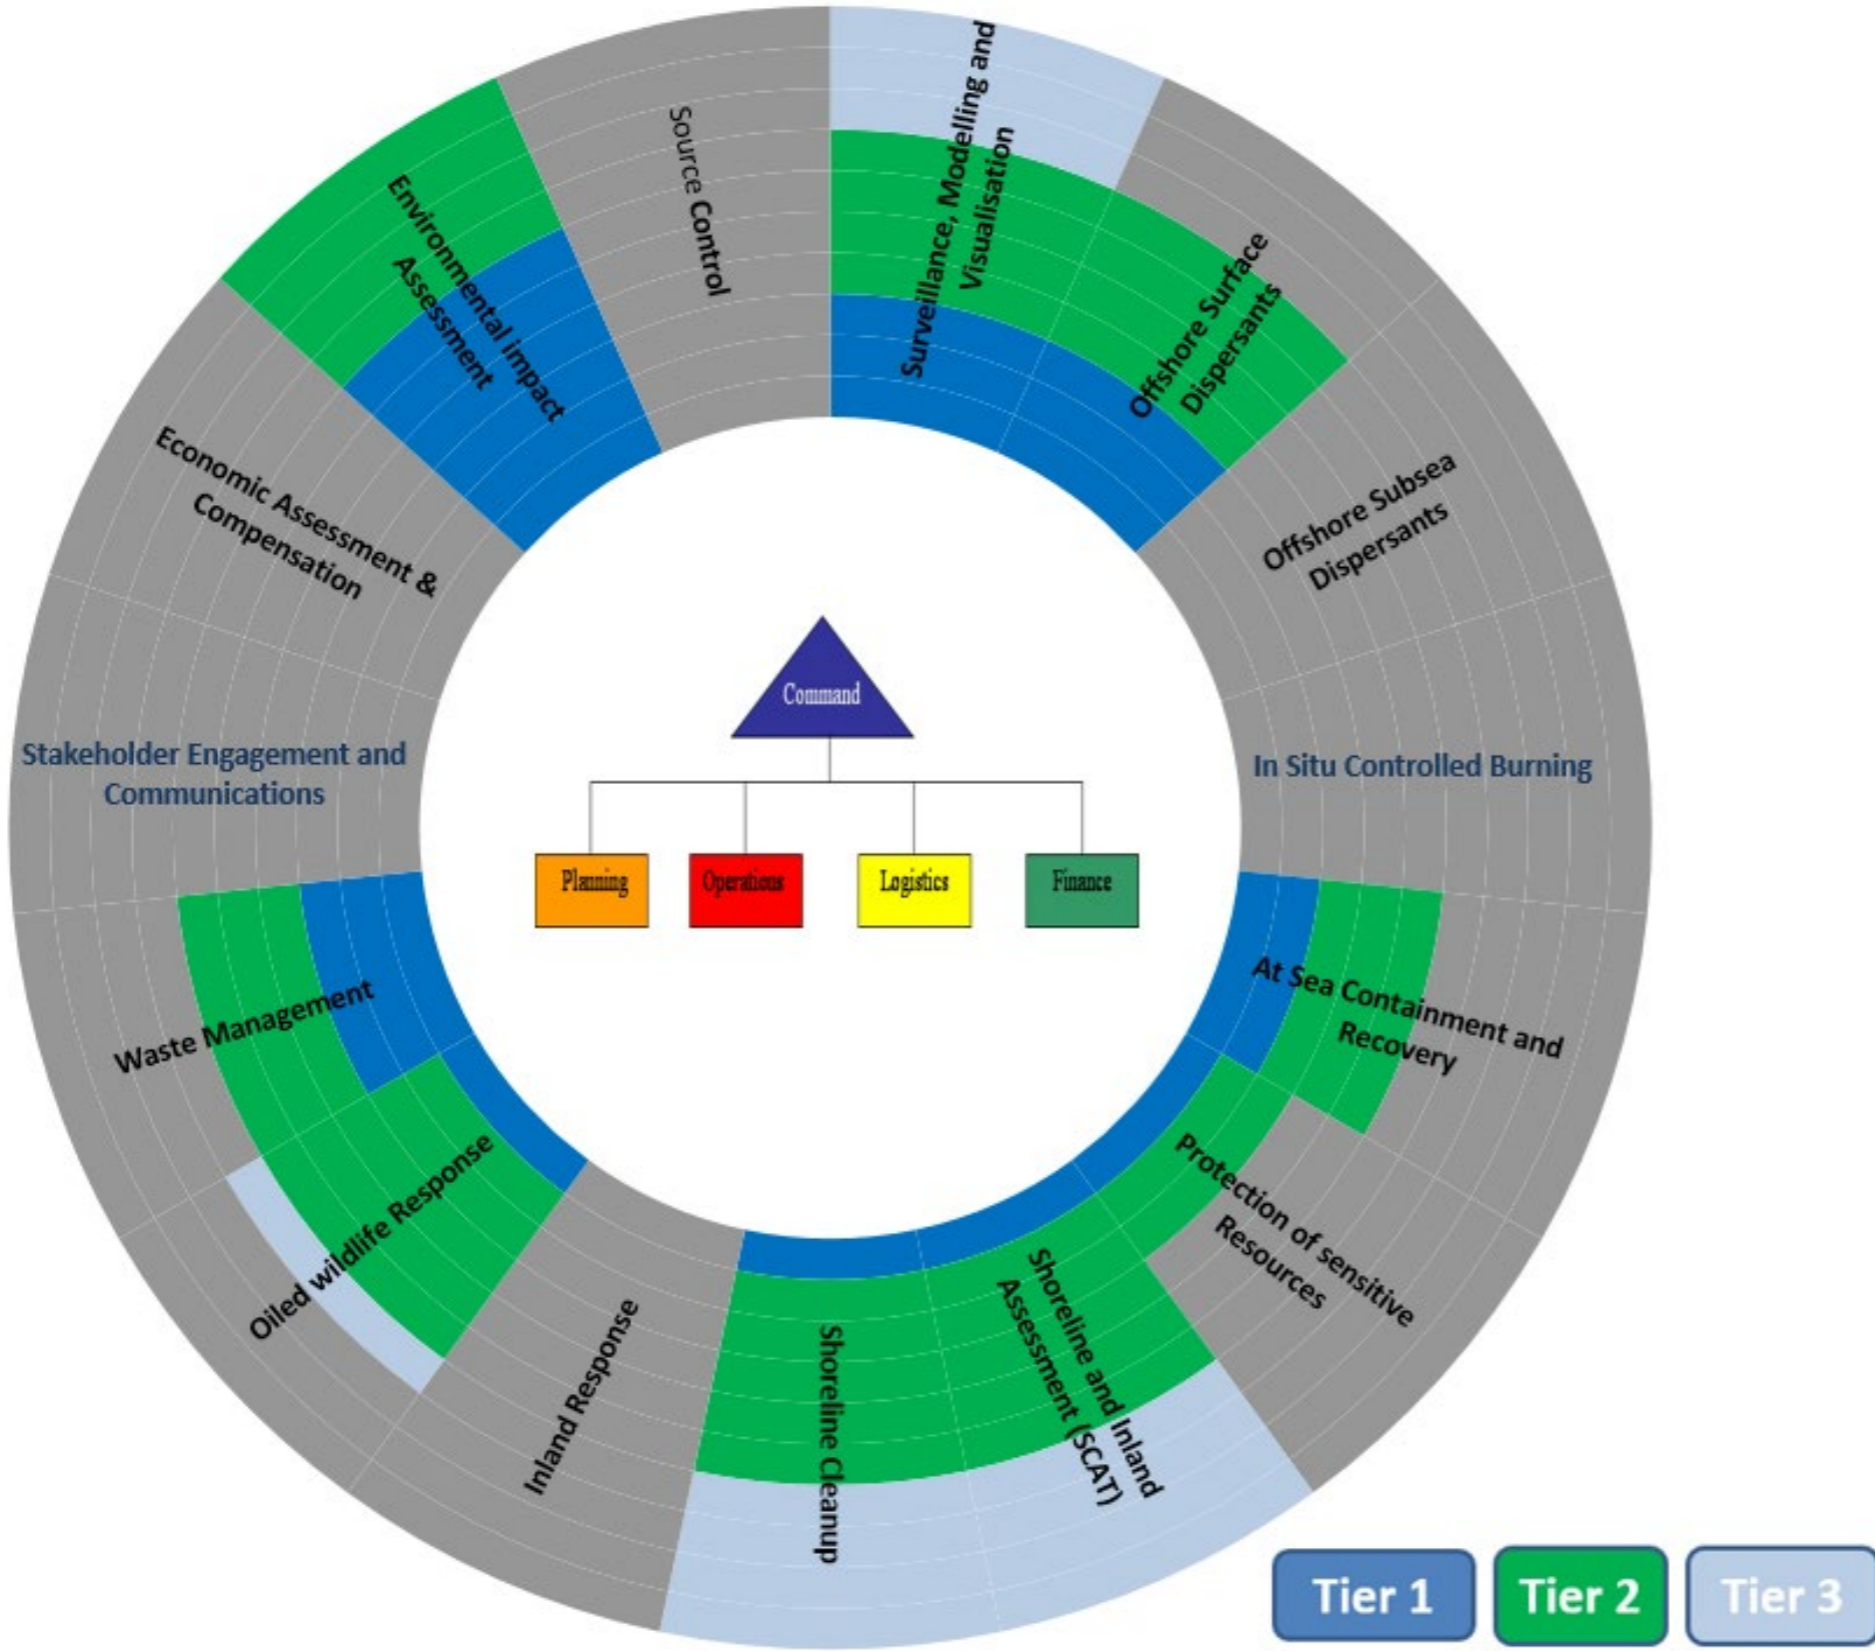 Source Control
Surveillance, Modelling and
Visualisation
Offshore Surface
Dispersants
Offshore Subsea
Dispersants
In Situ Controlled Burning
At Sea Containment and
Recovery
Protection of sensitive
Resources
Shoreline and Inland
Assessment (SCAT)
Shoreline Cleanup
Inland Response
Oiled wildlife Response
Waste Management
Stakeholder Engagement and
Communications
Economic Assessment &
Compensation
Environmental impact
Assessment
Command
Planning
Operations
Logistics
Finance
Tier 1
Tier 2
Tier 3